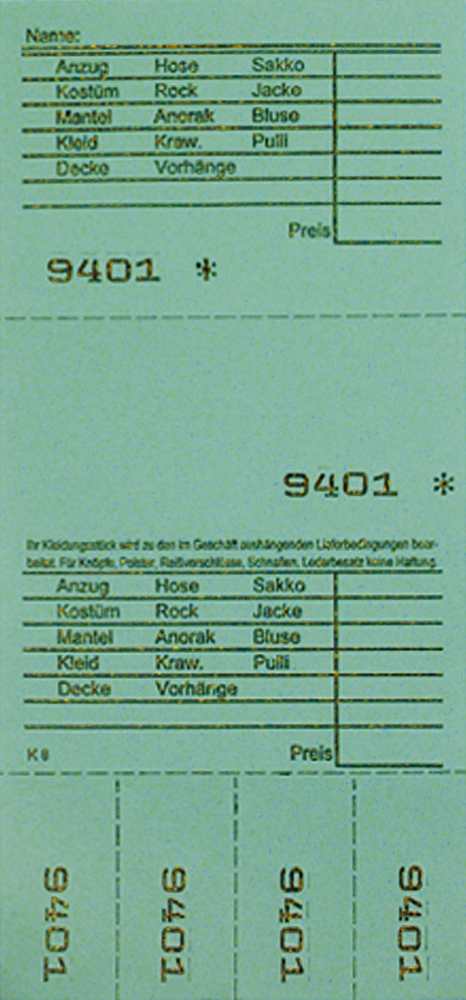 Name:
Anzug Hose Sakko
Kostüm Rock Jacke
Mantel Anorak Bluse
Kleid Kraw. Pulli
Decke Vorhänge
Preis
9401 *
9401 *
Ihr Kleidungsstück wird zu den im Geschäft aushängenden Lieferbedingungen bear-
beitet. Für Knöpfe, Polster, Reißverschlüsse, Schnallen, Lederbesatz keine Haftung.
Anzug Hose Sakko
Kostüm Rock Jacke
Mantel Anorak Bluse
Kleid Kraw. Pulli
Decke Vorhänge
K 8 Preis
9401 9401 9401 9401